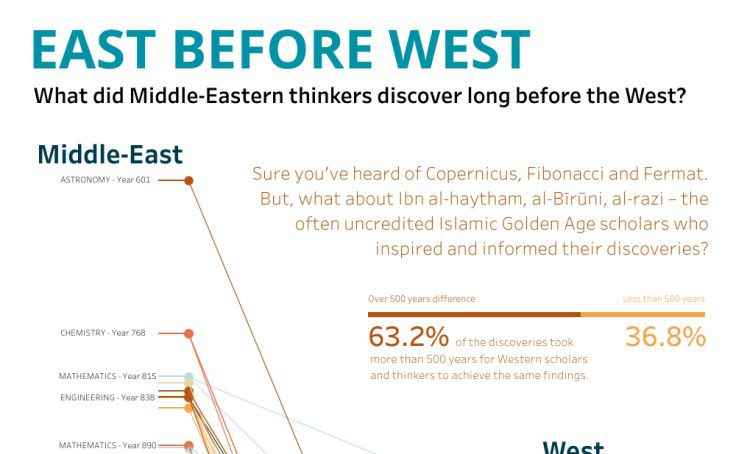 EAST BEFORE WEST
What did Middle-Eastern thinkers discover long before the West?
Middle-East
ASTRONOMY - Year 601
Sure you've heard of Copernicus, Fibonacci and Fermat.
But, what about Ibn al-haytham, al-Bīrūni, al-razi – the
often uncredited Islamic Golden Age scholars who
inspired and informed their discoveries?
Over 500 years difference
Less than 500 years
63.2% of the discoveries took
more than 500 years for Western scholars
and thinkers to achieve the same findings.
36.8%
CHEMISTRY - Year 768
MATHEMATICS - Year 815
ENGINEERING - Year 838
MATHEMATICS - Year 890
West